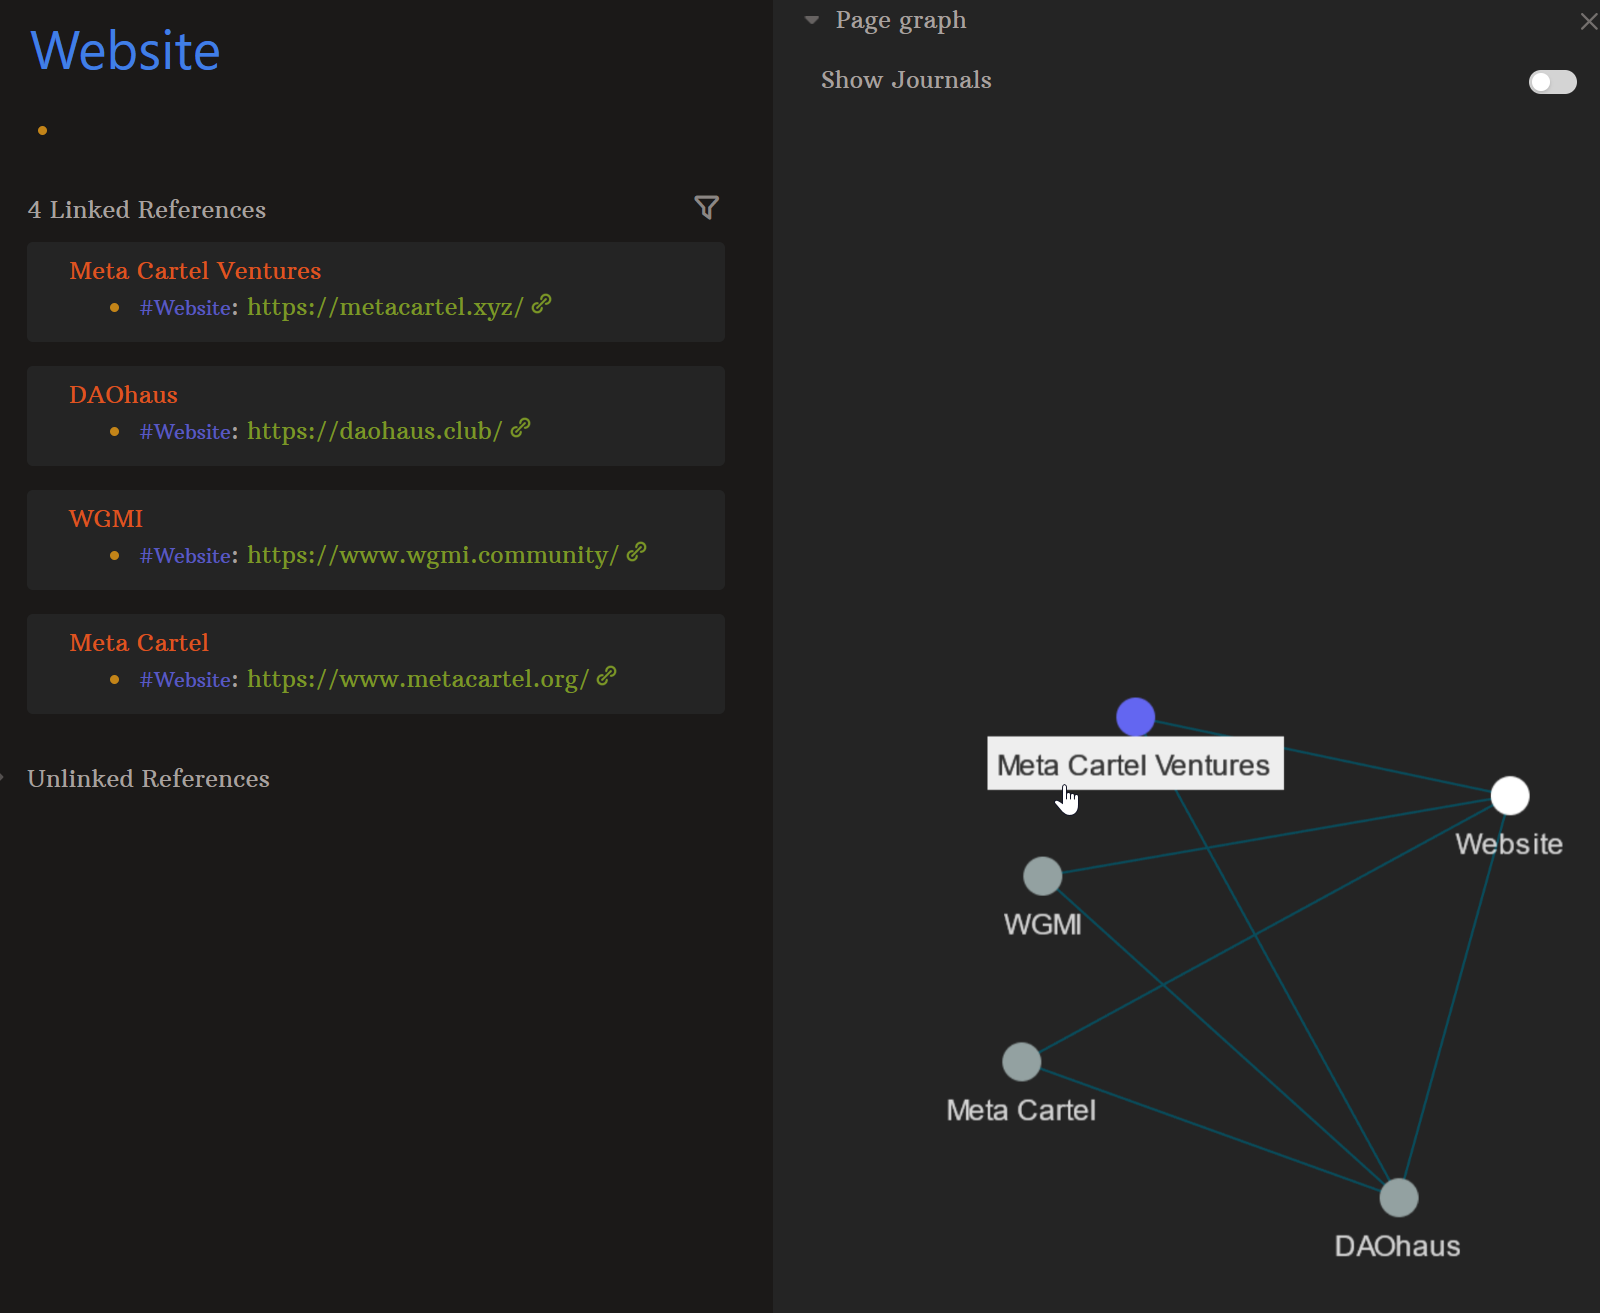 Website
4 Linked References
Meta Cartel Ventures
#Website: https://metacartel.xyz/
DAOhaus
#Website: https://daohaus.club/
WGMI
#Website: https://www.wgmi.community/
Meta Cartel
#Website: https://www.metacartel.org/
Unlinked References
Page graph
Show Journals
Meta Cartel Ventures
Website
WGMI
Meta Cartel
DAOhaus